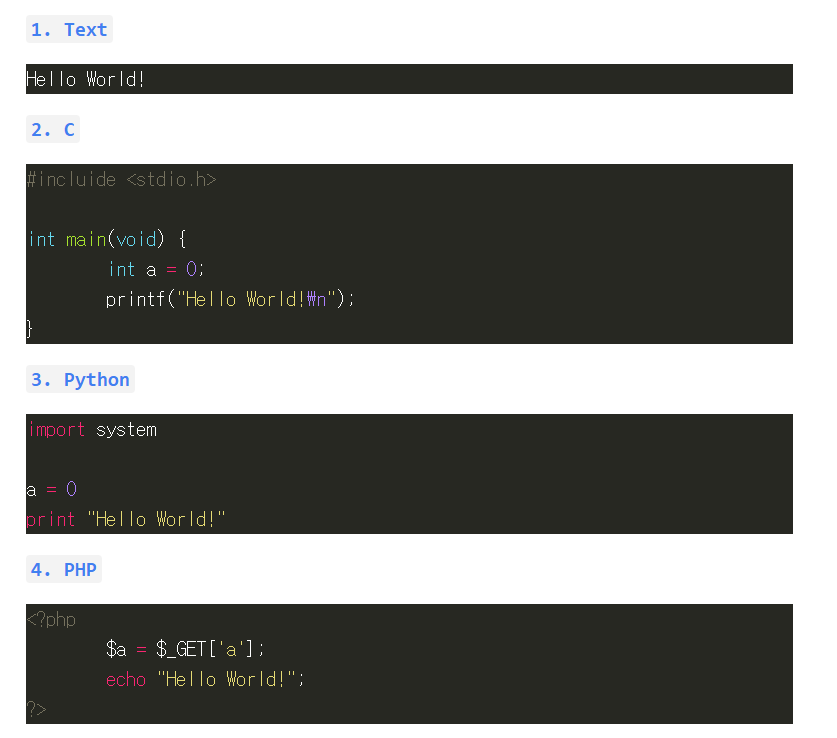 1. Text
Hello World!
2. C
#incluide <stdio.h>
int main(void) {
int a = 0;
printf("Hello World!₩n");
}
3. Python
import system
a = 0
print "Hello World!"
4. PHP
<?php
$a = $_GET['a'];
echo "Hello World!";
?>